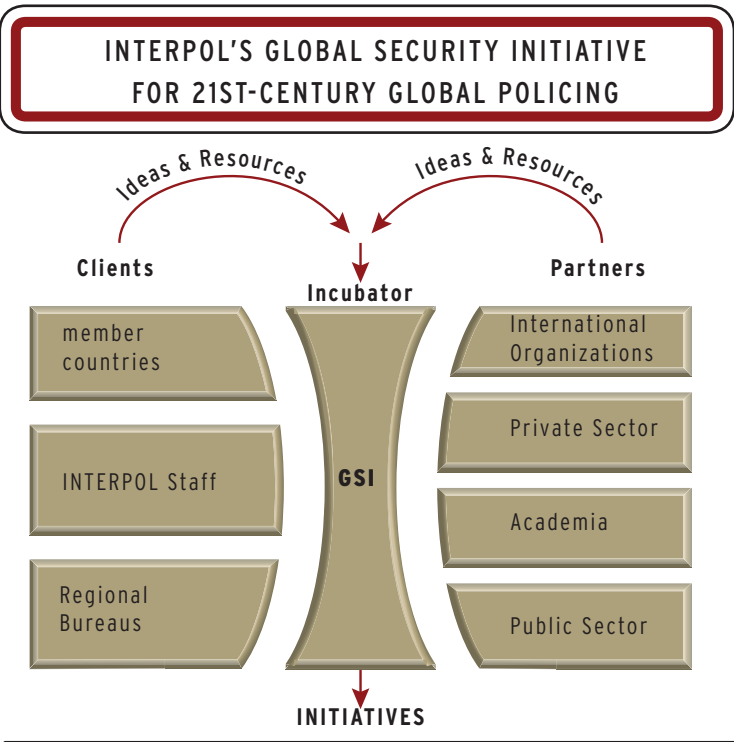 INTERPOL'S GLOBAL SECURITY INITIATIVE
FOR 21ST-CENTURY GLOBAL POLICING
Ideas & Resources
Ideas & Resources
Clients
Partners
Incubator
member
countries
INTERPOL Staff
Regional
Bureaus
GSI
International
Organizations
Private Sector
Academia
Public Sector
INITIATIVES